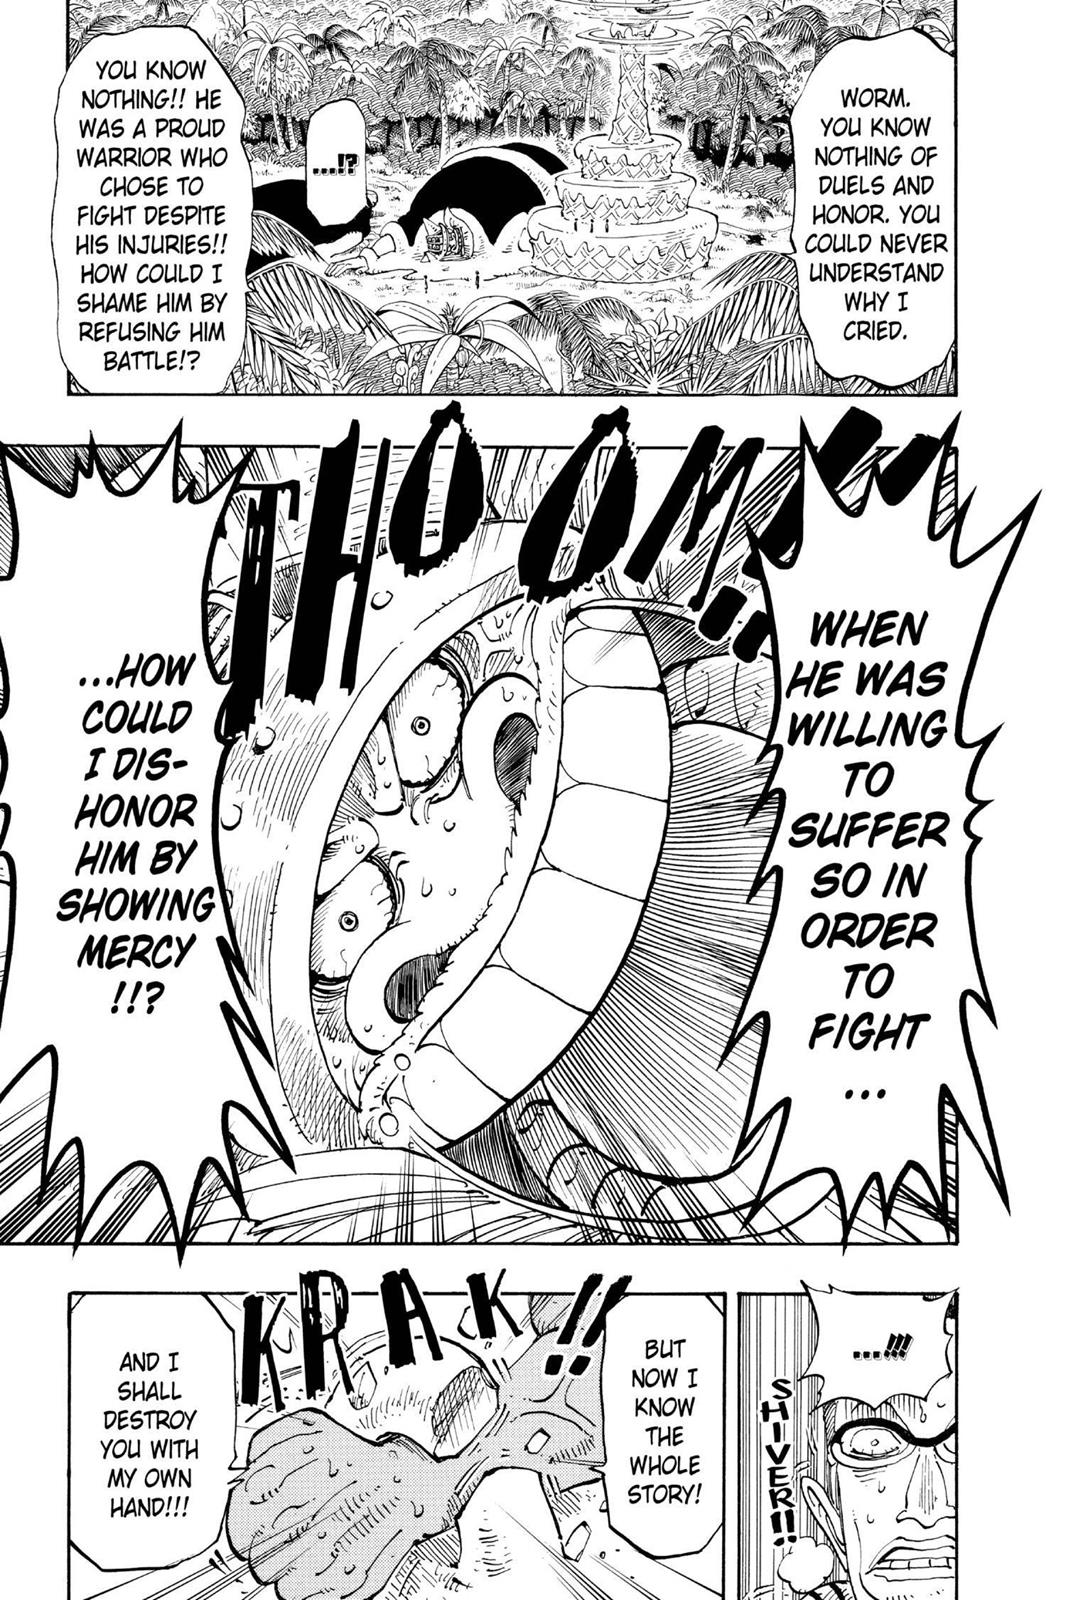 WORM.
YOU KNOW
NOTHING OF
DUELS AND
HONOR. YOU
COULD NEVER
UNDERSTAND
WHY I
CRIED.
...!?
YOU KNOW
NOTHING!! HE
WAS A PROUD
WARRIOR WHO
CHOSE TO
FIGHT DESPITE
HIS INJURIES!!
HOW COULD I
SHAME HIM BY
REFUSING HIM
BATTLE!?
THOOM!!
WHEN
HE WAS
WILLING
TO
SUFFER
SO IN
ORDER
TO
FIGHT
...
...HOW
COULD
I DIS-
HONOR
HIM BY
SHOWING
MERCY
!!?
...!!!
SHIVER!!
BUT
NOW I
KNOW
THE
WHOLE
STORY!
KRAK!!
AND I
SHALL
DESTROY
YOU WITH
MY OWN
HAND!!!